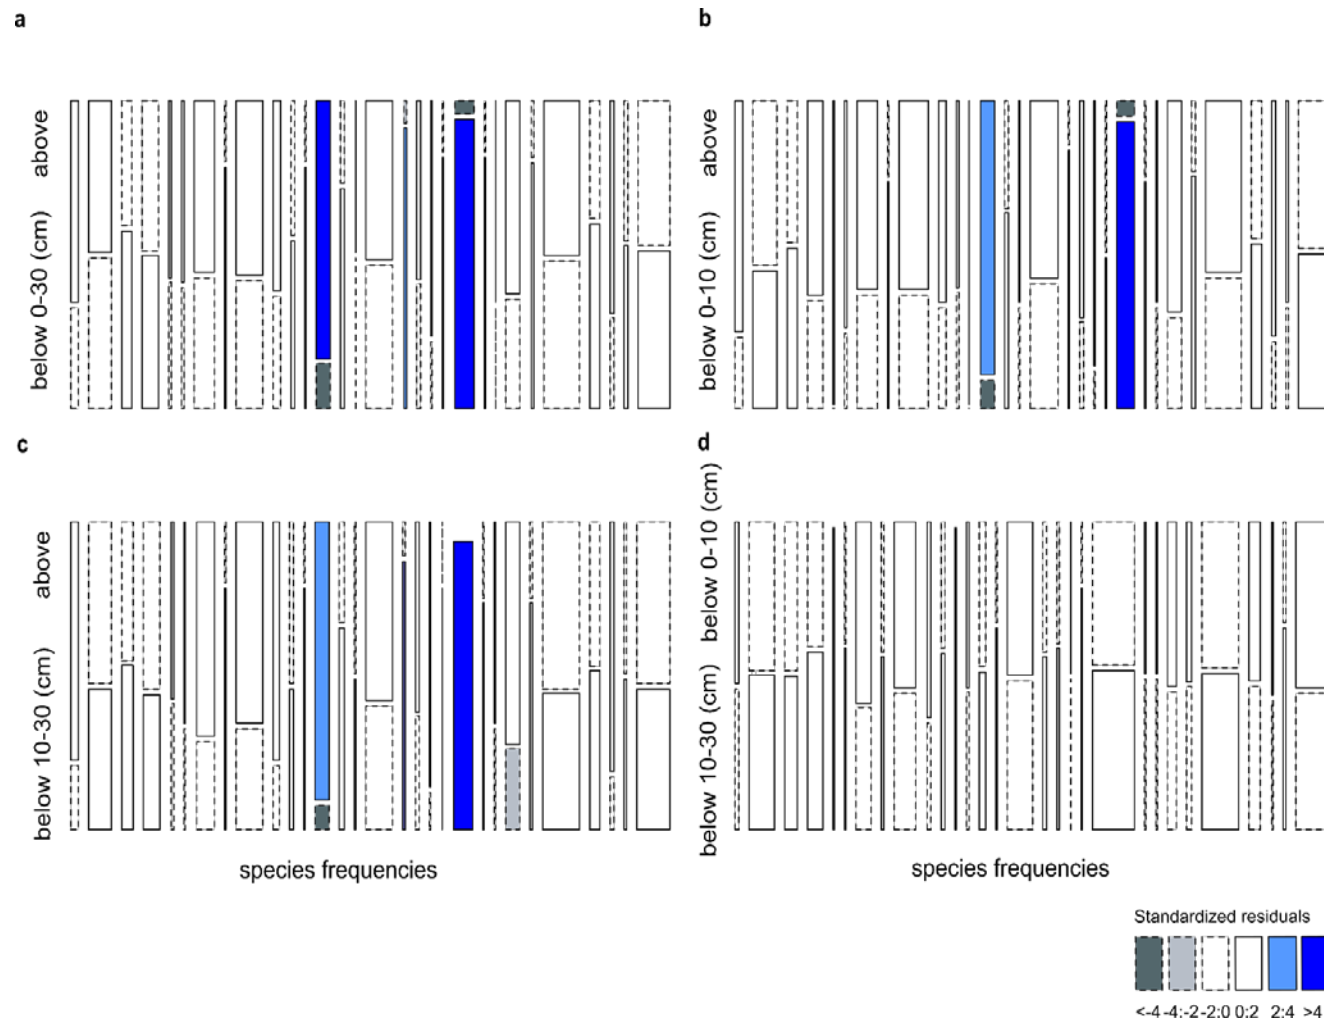 a
b
above
below 0-30 (cm)
above
below 0-10 (cm)
c
d
above
below 10-30 (cm)
below 0-10 (cm)
below 10-30 (cm)
species frequencies
species frequencies
Standardized residuals
<-4 -4:-2 -2:0 0:2 2:4 >4